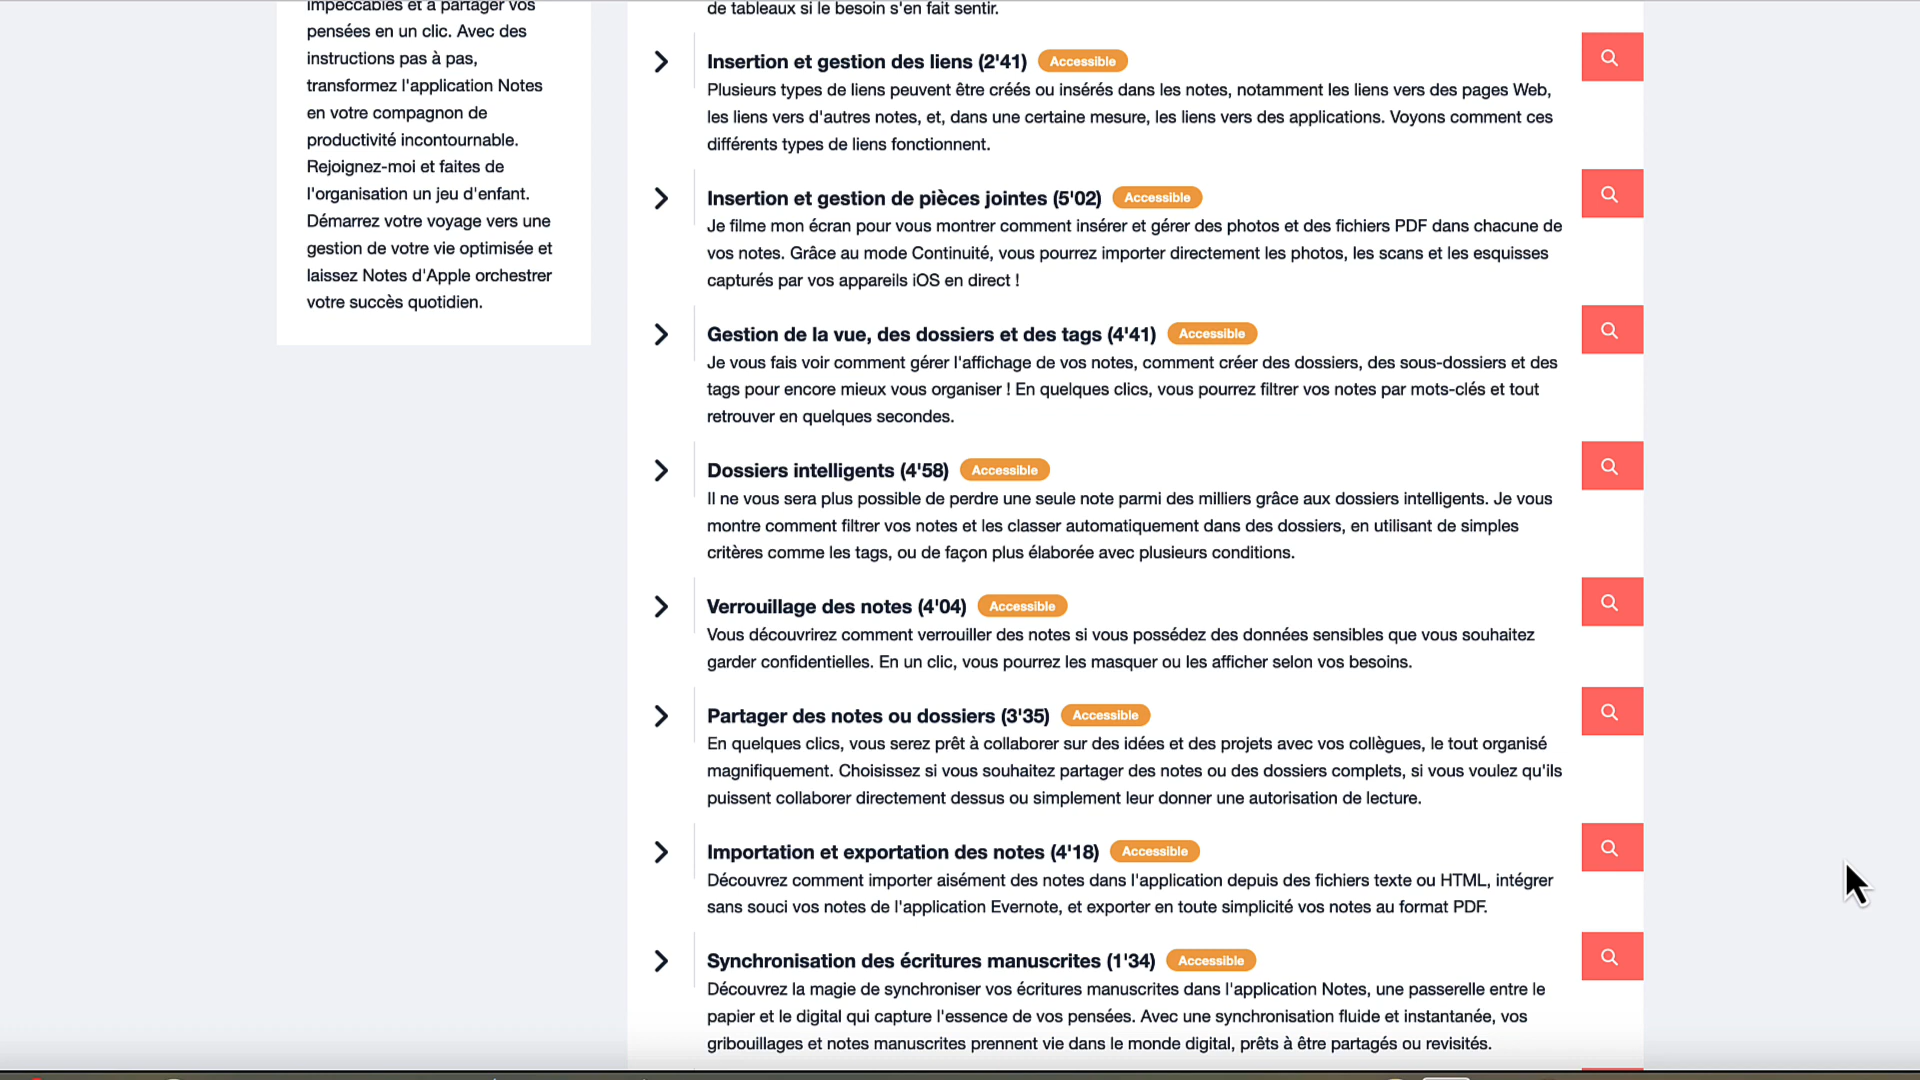 impeccables et à partager vos
pensées en un clic. Avec des
instructions pas à pas,
transformez l'application Notes
en votre compagnon de
productivité incontournable.
Rejoignez-moi et faites de
l'organisation un jeu d'enfant.
Démarrez votre voyage vers une
gestion de votre vie optimisée et
laissez Notes d'Apple orchestrer
votre succès quotidien.
de tableaux si le besoin s'en fait sentir.
Insertion et gestion des liens (2'41) Accessible
Plusieurs types de liens peuvent être créés ou insérés dans les notes, notamment les liens vers des pages Web,
les liens vers d'autres notes, et, dans une certaine mesure, les liens vers des applications. Voyons comment ces
différents types de liens fonctionnent.
Insertion et gestion de pièces jointes (5'02) Accessible
Je filme mon écran pour vous montrer comment insérer et gérer des photos et des fichiers PDF dans chacune de
vos notes. Grâce au mode Continuité, vous pourrez importer directement les photos, les scans et les esquisses
capturés par vos appareils iOS en direct !
Gestion de la vue, des dossiers et des tags (4'41) Accessible
Je vous fais voir comment gérer l'affichage de vos notes, comment créer des dossiers, des sous-dossiers et des
tags pour encore mieux vous organiser ! En quelques clics, vous pourrez filtrer vos notes par mots-clés et tout
retrouver en quelques secondes.
Dossiers intelligents (4'58) Accessible
Il ne vous sera plus possible de perdre une seule note parmi des milliers grâce aux dossiers intelligents. Je vous
montre comment filtrer vos notes et les classer automatiquement dans des dossiers, en utilisant de simples
critères comme les tags, ou de façon plus élaborée avec plusieurs conditions.
Verrouillage des notes (4'04) Accessible
Vous découvrirez comment verrouiller des notes si vous possédez des données sensibles que vous souhaitez
garder confidentielles. En un clic, vous pourrez les masquer ou les afficher selon vos besoins.
Partager des notes ou dossiers (3'35) Accessible
En quelques clics, vous serez prêt à collaborer sur des idées et des projets avec vos collègues, le tout organisé
magnifiquement. Choisissez si vous souhaitez partager des notes ou des dossiers complets, si vous voulez qu'ils
puissent collaborer directement dessus ou simplement leur donner une autorisation de lecture.
Importation et exportation des notes (4'18) Accessible
Découvrez comment importer aisément des notes dans l'application depuis des fichiers texte ou HTML, intégrer
sans souci vos notes de l'application Evernote, et exporter en toute simplicité vos notes au format PDF.
Synchronisation des écritures manuscrites (1'34) Accessible
Découvrez la magie de synchroniser vos écritures manuscrites dans l'application Notes, une passerelle entre le
papier et le digital qui capture l'essence de vos pensées. Avec une synchronisation fluide et instantanée, vos
gribouillages et notes manuscrites prennent vie dans le monde digital, prêts à être partagés ou revisités.